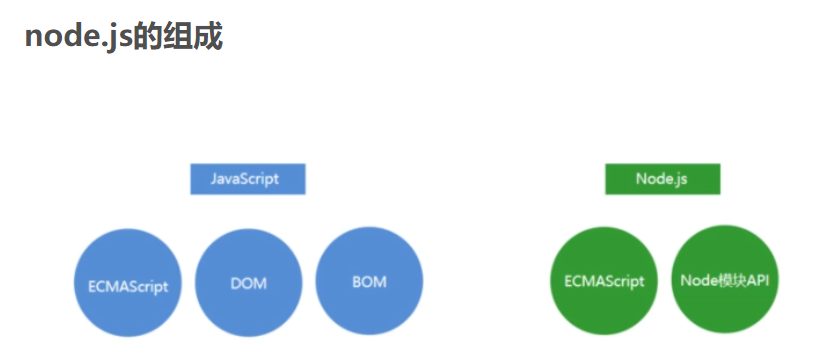 node.js的组成
JavaScript
Node.js
ECMAScript
DOM
BOM
ECMAScript
Node模块API